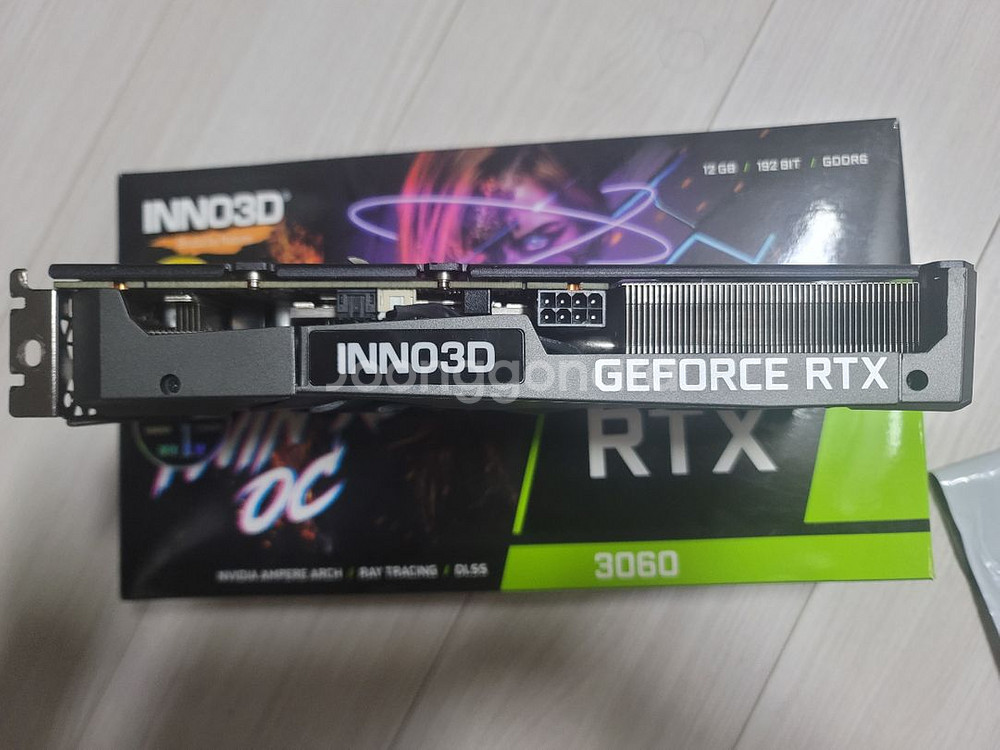 12 GB / 192 BIT / GDDR6
INNO3D®
INNO3D
GEFORCE RTX
RTX
OC
3060
NVIDIA AMPERE ARCH / RAY TRACING / DLSS